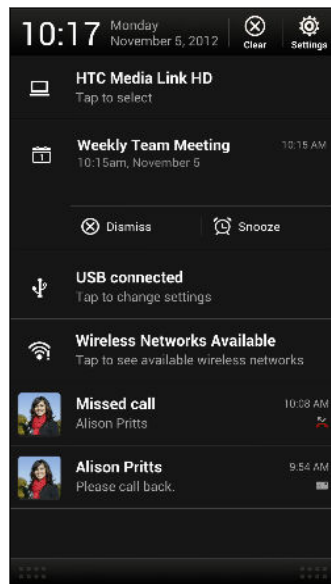 10:17
Monday
November 5, 2012
Clear
Settings
HTC Media Link HD
Tap to select
Weekly Team Meeting
10:15 AM
10:15am, November 5
1
Dismiss
Snooze
USB connected
Tap to change settings
Wireless Networks Available
Tap to see available wireless networks
Missed call
10:08 AM
Alison Pritts
Alison Pritts
9:54 AM
Please call back.